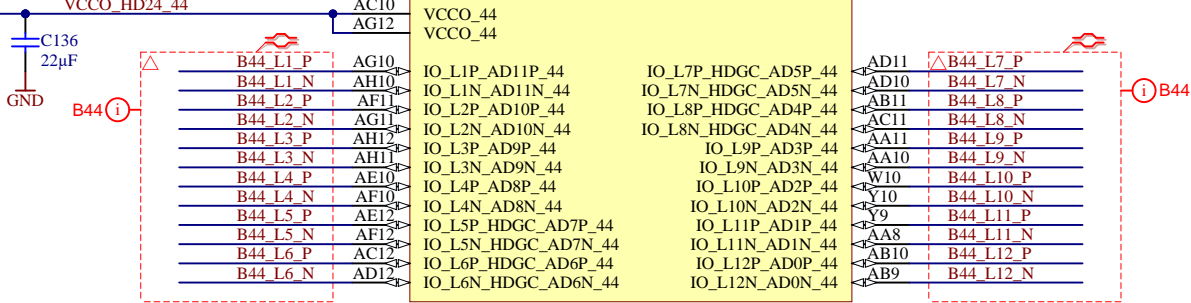 VCCO_HD24_44
AC10
VCCO_44
AG12
VCCO_44
C136
22µF
GND
B44 i
B44_L1_P AG10 IO_L1P_AD11P_44
B44_L1_N AH10 IO_L1N_AD11N_44
B44_L2_P AF11 IO_L2P_AD10P_44
B44_L2_N AG11 IO_L2N_AD10N_44
B44_L3_P AH12 IO_L3P_AD9P_44
B44_L3_N AH11 IO_L3N_AD9N_44
B44_L4_P AE10 IO_L4P_AD8P_44
B44_L4_N AF10 IO_L4N_AD8N_44
B44_L5_P AE12 IO_L5P_HDGC_AD7P_44
B44_L5_N AF12 IO_L5N_HDGC_AD7N_44
B44_L6_P AC12 IO_L6P_HDGC_AD6P_44
B44_L6_N AD12 IO_L6N_HDGC_AD6N_44
IO_L7P_HDGC_AD5P_44 AD11 B44_L7_P
IO_L7N_HDGC_AD5N_44 AD10 B44_L7_N
IO_L8P_HDGC_AD4P_44 AB11 B44_L8_P
IO_L8N_HDGC_AD4N_44 AC11 B44_L8_N
IO_L9P_AD3P_44 AA11 B44_L9_P
IO_L9N_AD3N_44 AA10 B44_L9_N
IO_L10P_AD2P_44 W10 B44_L10_P
IO_L10N_AD2N_44 Y10 B44_L10_N
IO_L11P_AD1P_44 Y9 B44_L11_P
IO_L11N_AD1N_44 AA8 B44_L11_N
IO_L12P_AD0P_44 AB10 B44_L12_P
IO_L12N_AD0N_44 AB9 B44_L12_N
i B44